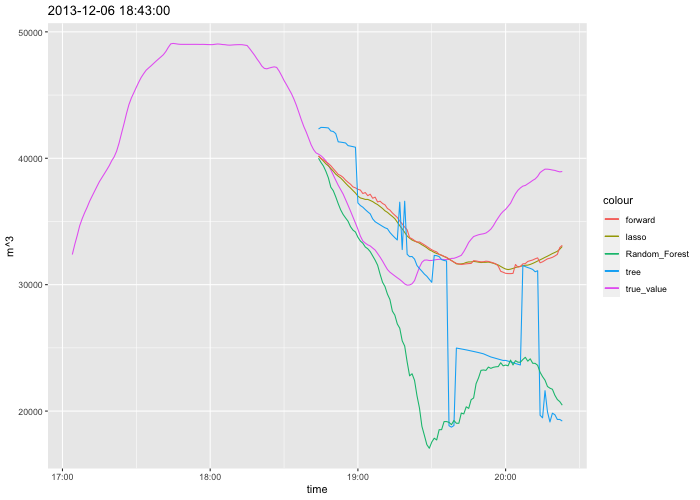 2013-12-06 18:43:00
50000
40000
30000
20000
m^3
17:00
18:00
19:00
20:00
time
colour
forward
lasso
Random_Forest
tree
true_value